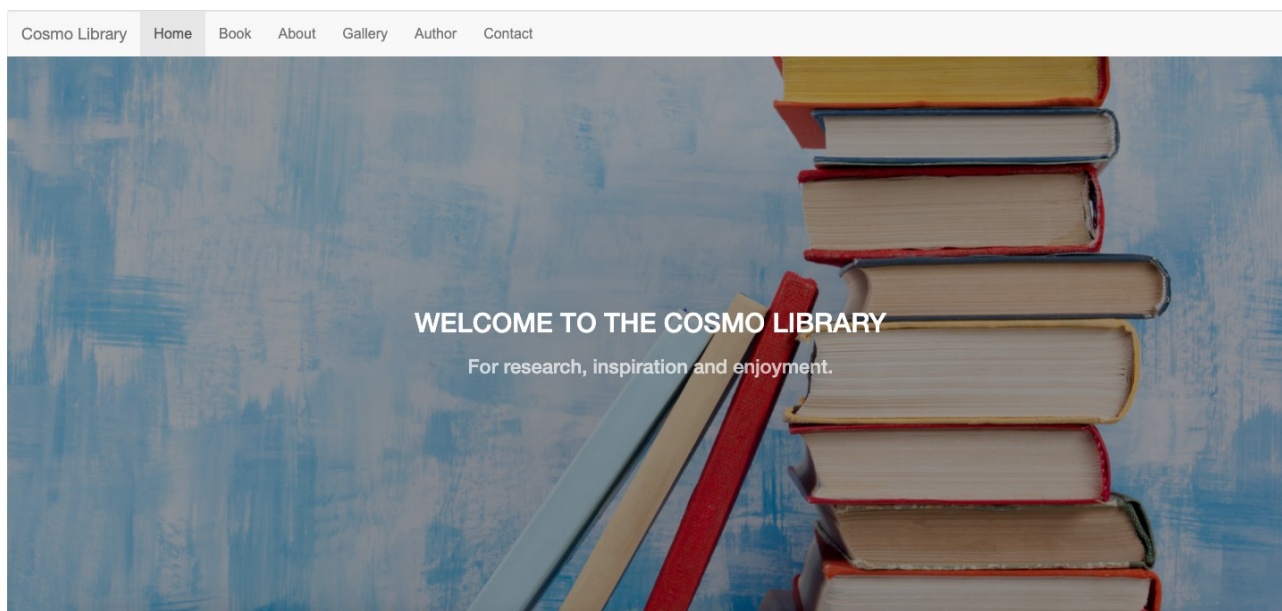 Cosmo Library Home Book About Gallery Author Contact
WELCOME TO THE COSMO LIBRARY
For research, inspiration and enjoyment.